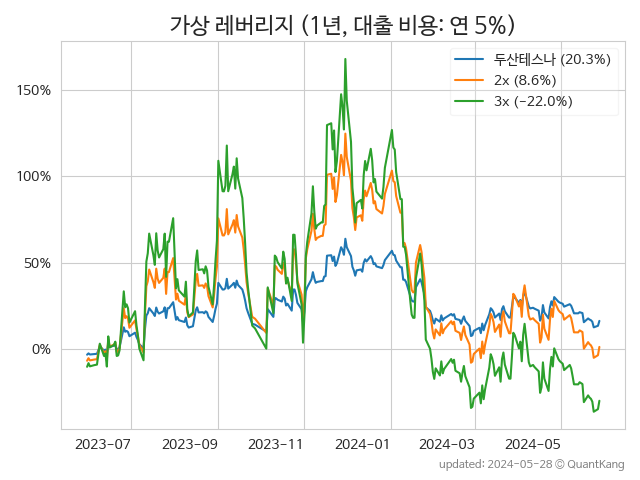 가상 레버리지 (1년, 대출 비용: 연 5%)
두산테스나 (20.3%)
2x (8.6%)
3x (−22.0%)
150%
100%
50%
0%
2023-07
2023-09
2023-11
2024-01
2024-03
2024-05
updated: 2024-05-28 © QuantKang